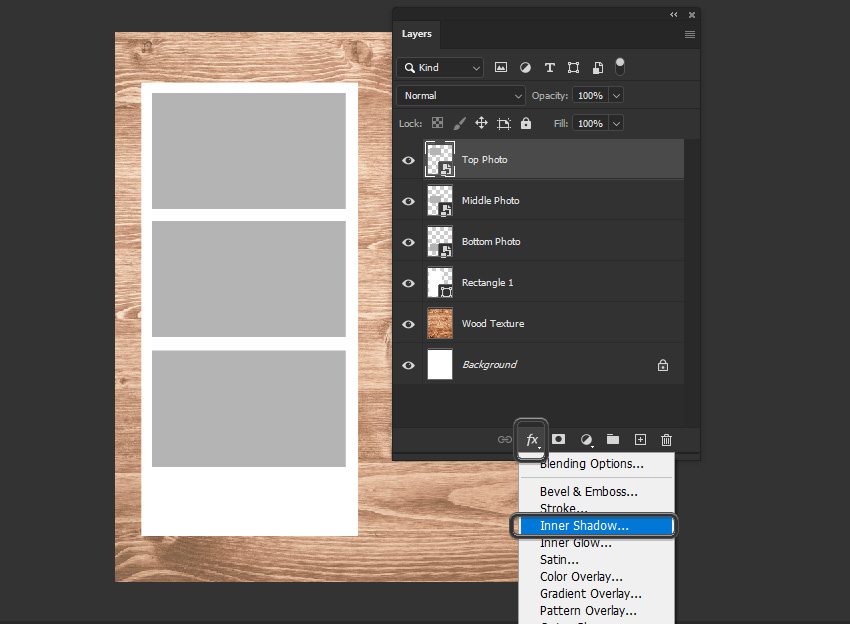 Layers
Kind
T
Normal
Opacity: 100%
Lock:
Fill: 100%
Top Photo
Middle Photo
Bottom Photo
Rectangle 1
Wood Texture
Background
fx
Blending Options...
Bevel & Emboss...
Stroke...
Inner Shadow...
Inner Glow...
Satin...
Color Overlay...
Gradient Overlay...
Pattern Overlay...